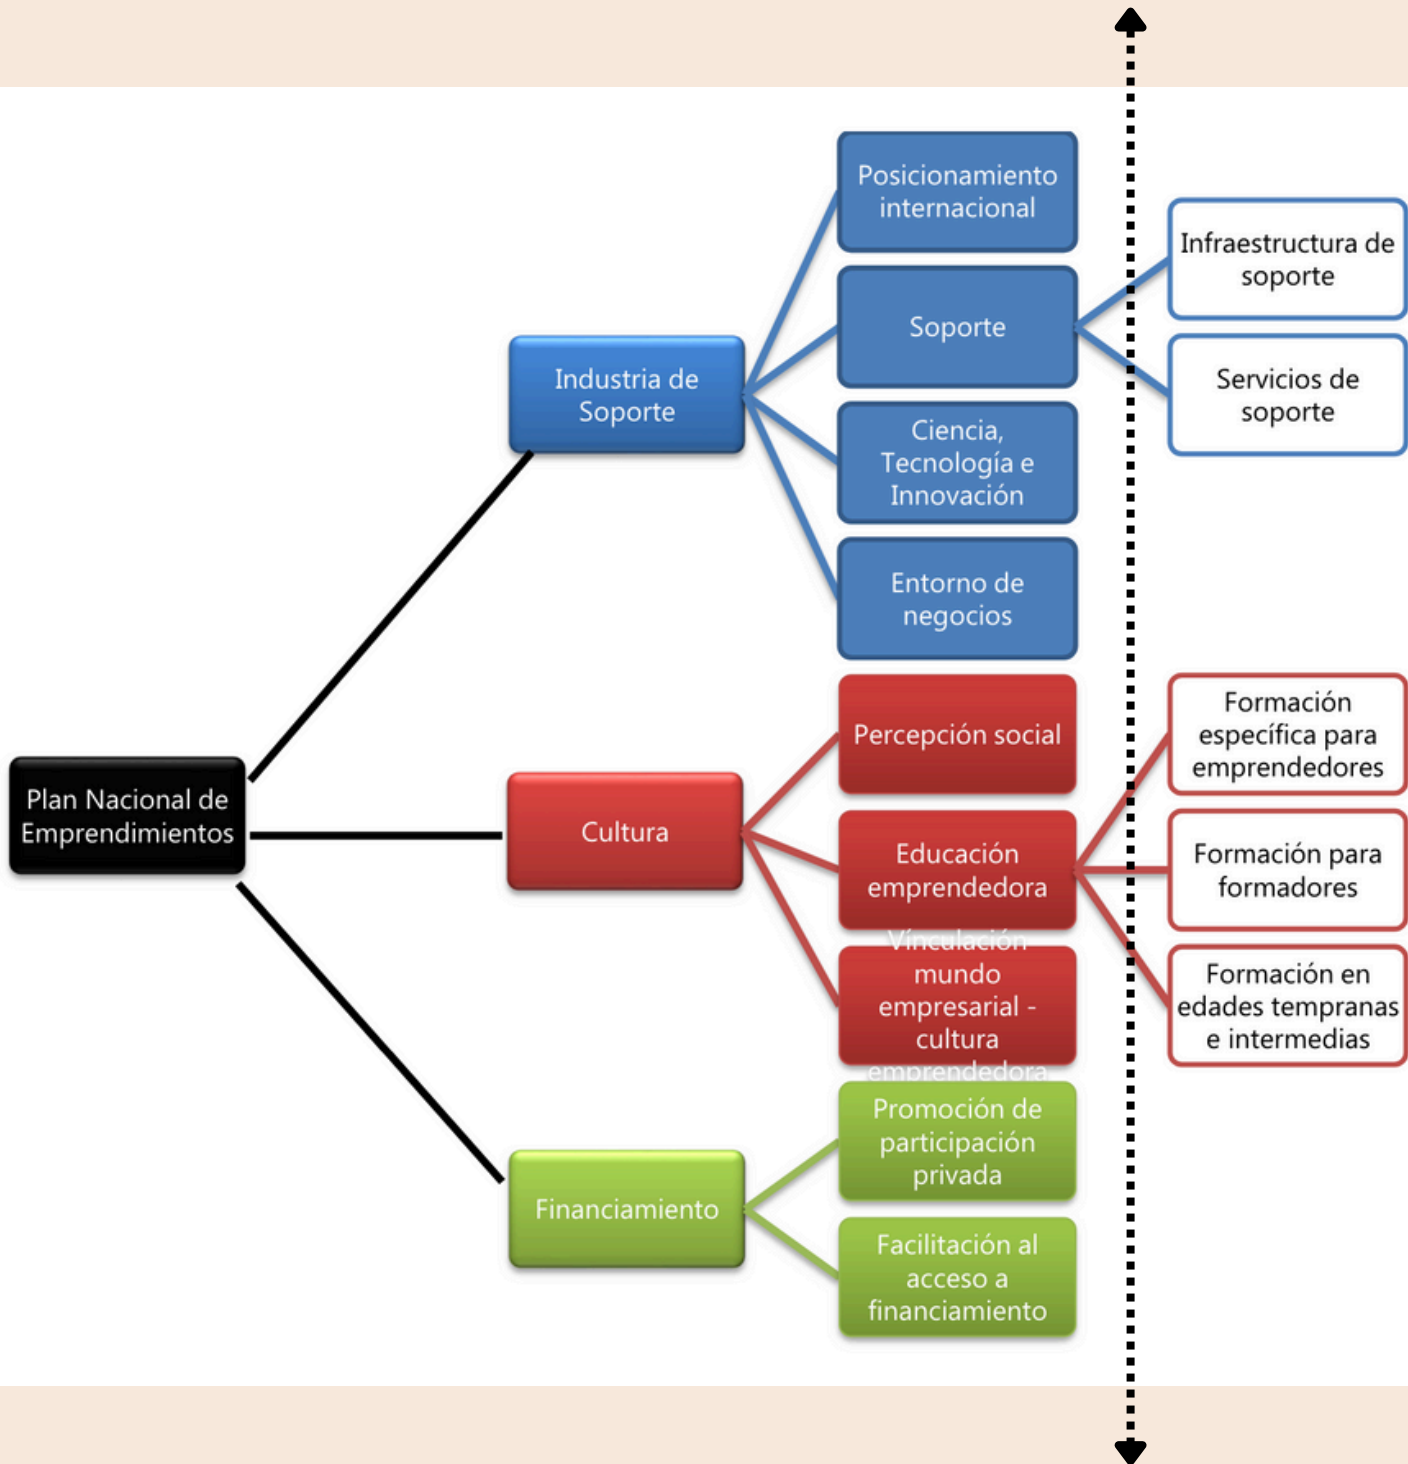 Plan Nacional de
Emprendimientos
Industria de
Soporte
Posicionamiento
internacional
Soporte
Infraestructura de
soporte
Servicios de
soporte
Ciencia,
Tecnología e
Innovación
Entorno de
negocios
Cultura
Percepción social
Educación
emprendedora
Formación
específica para
emprendedores
Formación para
formadores
Formación en
edades tempranas
e intermedias
Vinculación
mundo
empresarial -
cultura
emprendedora
Financiamiento
Promoción de
participación
privada
Facilitación al
acceso a
financiamiento